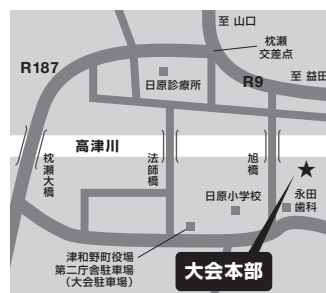 至 山口
枕瀬
交差点
R187
日原診療所
R9
至 益田
高津川
枕瀬大橋
法師橋
旭橋
日原小学校
永田
歯科
津和野町役場
第二庁舎駐車場
（大会駐車場）
大会本部